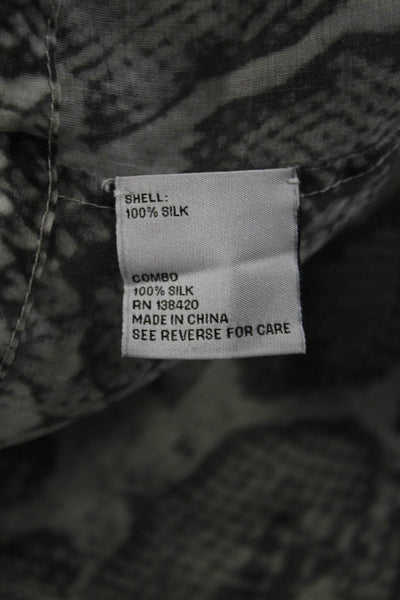 SHELL:
100% SILK
COMBO
100% SILK
RN 138420
MADE IN CHINA
SEE REVERSE FOR CARE